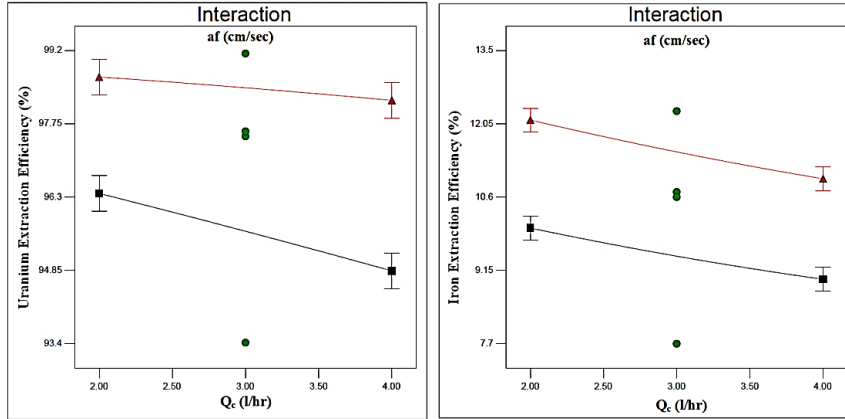 Interaction
af (cm/sec)
Uranium Extraction Efficiency (%)
99.2
97.75
96.3
94.85
93.4
2.00 2.50 3.00 3.50 4.00
Qc (l/hr)
Interaction
af (cm/sec)
Iron Extraction Efficiency (%)
13.5
12.05
10.6
9.15
7.7
2.00 2.50 3.00 3.50 4.00
Qc (l/hr)